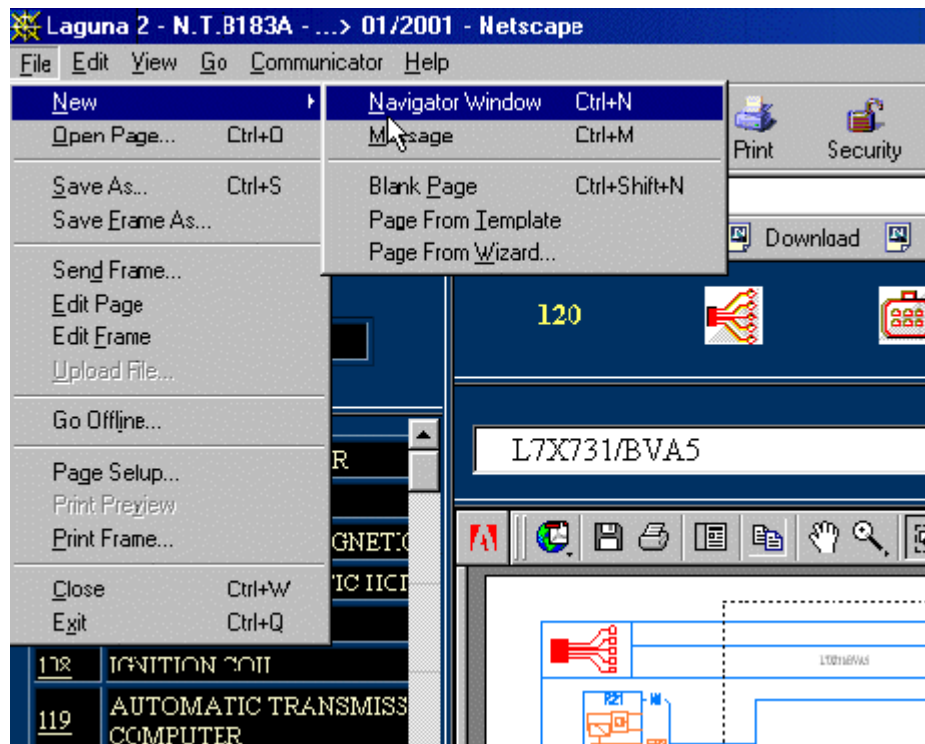 Laguna 2 - N.T.8183A - ...> 01/2001 - Netscape
File Edit View Go Communicator Help
New
Open Page... Ctrl+O
Save As... Ctrl+S
Save Frame As...
Send Frame...
Edit Page
Edit Frame
Upload File...
Go Offline...
Page Setup...
Print Preview
Print Frame...
Close Ctrl+W
Exit Ctrl+Q
Navigator Window Ctrl+N
Message Ctrl+M
Blank Page Ctrl+Shift+N
Page From Template
Page From Wizard...
Print Security
Download
120
L7X731/BVA5
R
GNET
138 IGNITION COIL
119 AUTOMATIC TRANSMISS
COMPUTER
R21